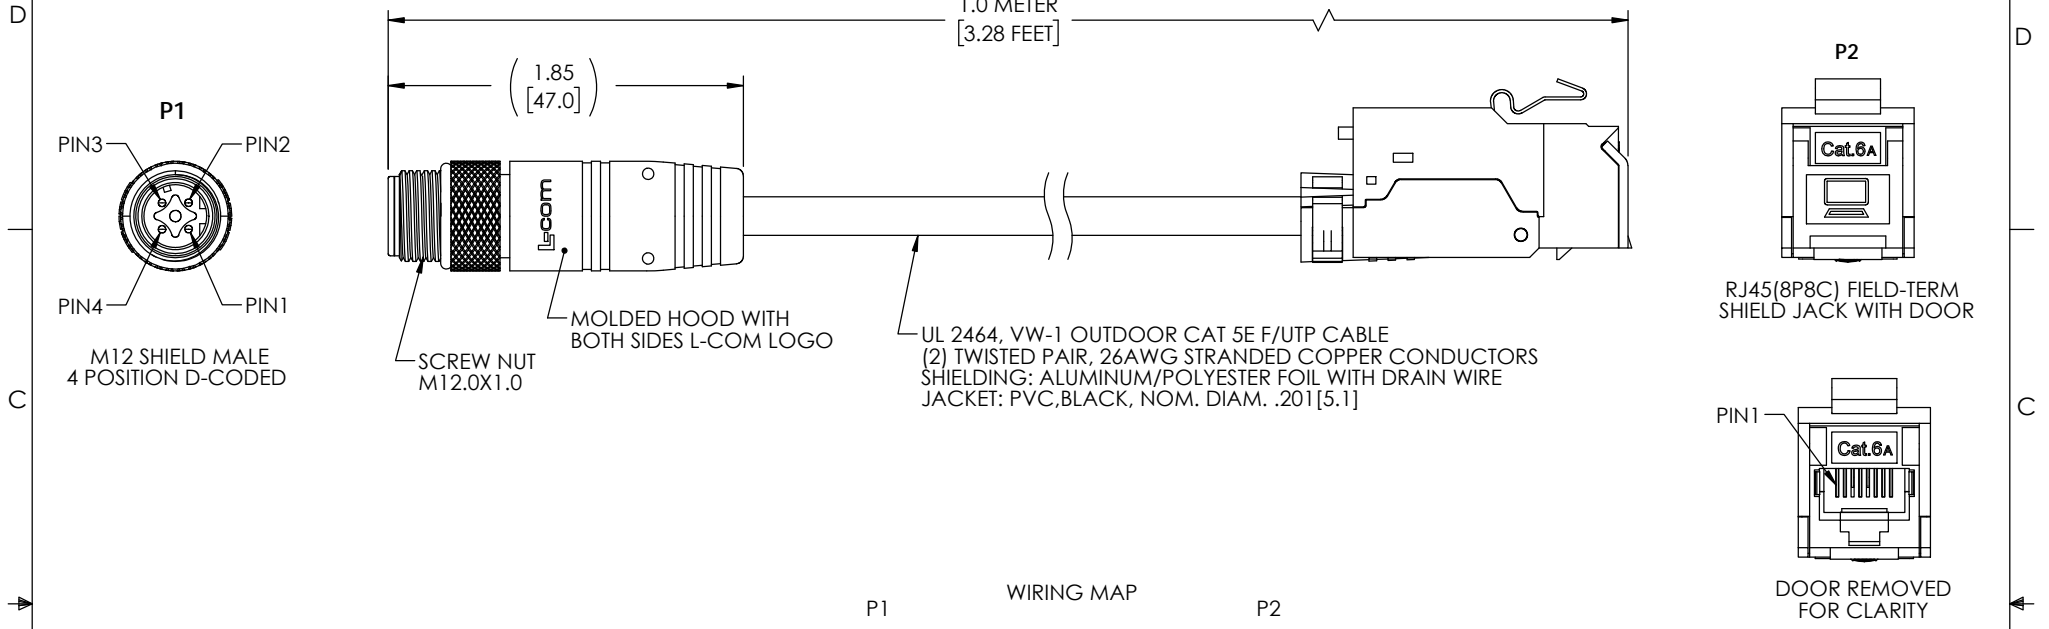 D
1.0 METER
[3.28 FEET]
D
P2
1.85
[47.0]
P1
PIN3
PIN2
Cat.6A
L-com
PIN4
PIN1
RJ45(8P8C) FIELD-TERM
SHIELD JACK WITH DOOR
MOLDED HOOD WITH
BOTH SIDES L-COM LOGO
UL 2464, VW-1 OUTDOOR CAT 5E F/UTP CABLE
(2) TWISTED PAIR, 26AWG STRANDED COPPER CONDUCTORS
SHIELDING: ALUMINUM/POLYESTER FOIL WITH DRAIN WIRE
JACKET: PVC,BLACK, NOM. DIAM. .201[5.1]
M12 SHIELD MALE
4 POSITION D-CODED
SCREW NUT
M12.0X1.0
C
C
PIN1
Cat.6A
WIRING MAP
P1
P2
DOOR REMOVED
FOR CLARITY